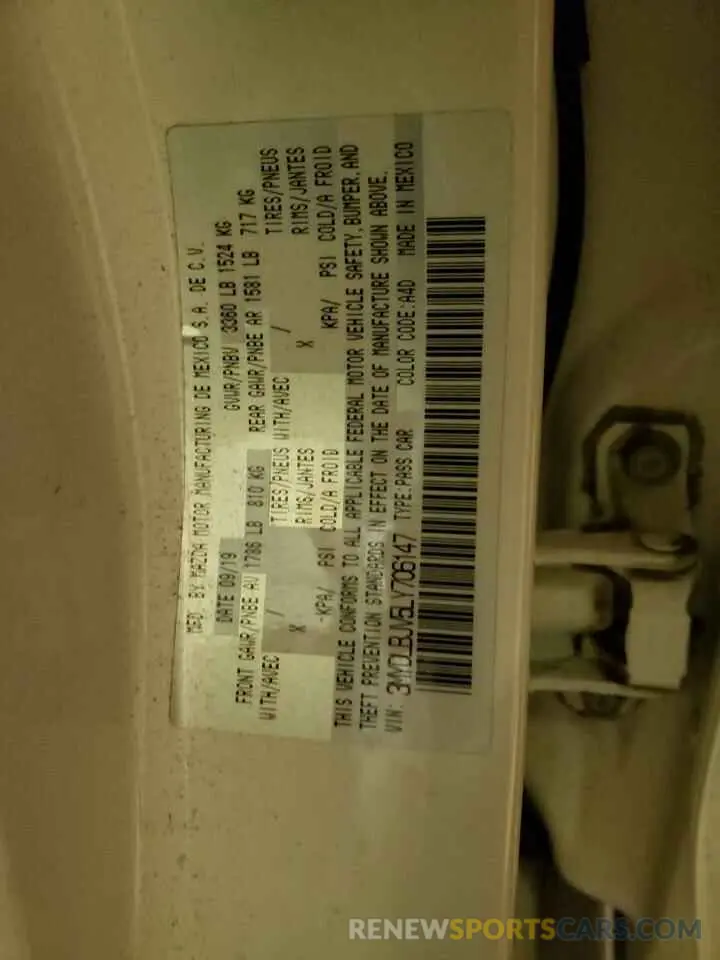 MFD BY MAZDA MOTOR MANUFACTURING DE MEXICO S.A. DE C.V.
DATE 09/19 GVWR/PNBV 3360 LB 1524 KG
FRONT GAWR/PNBE AV 1786 LB 810 KG REAR GAWR/PNBE AR 1581 LB 717 KG
WITH/AVEC / TIRES/PNEUS WITH/AVEC / TIRES/PNEUS
X RIMS/JANTES X RIMS/JANTES
-KPA/ PSI COLD/A FROID KPA/ PSI COLD/A FROID
THIS VEHICLE CONFORMS TO ALL APPLICABLE FEDERAL MOTOR VEHICLE SAFETY, BUMPER, AND
THEFT PREVENTION STANDARDS IN EFFECT ON THE DATE OF MANUFACTURE SHOWN ABOVE.
VIN: 3MYDLBJV5LY706147 TYPE:PASS CAR COLOR CODE:A4D MADE IN MEXICO
RENEWSPORTSCARS.COM